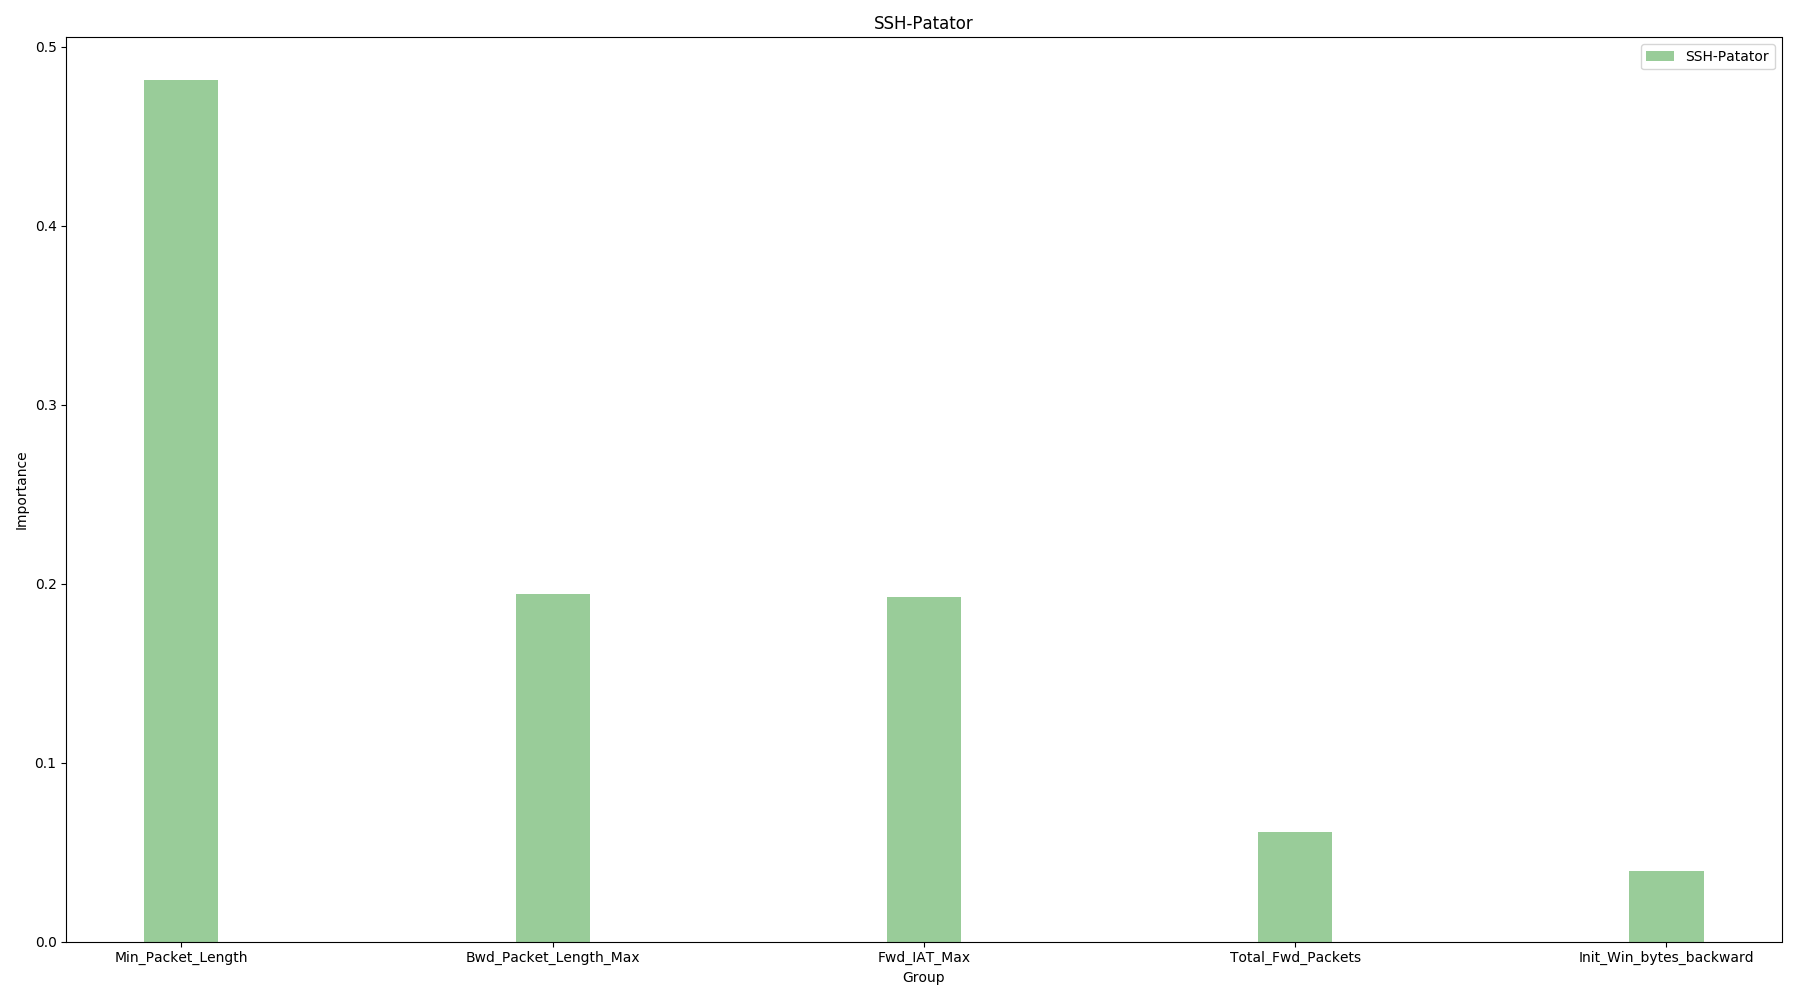 SSH-Patator
SSH-Patator
0.5
0.4
0.3
0.2
0.1
0.0
Importance
Min_Packet_Length
Bwd_Packet_Length_Max
Fwd_IAT_Max
Total_Fwd_Packets
Init_Win_bytes_backward
Group